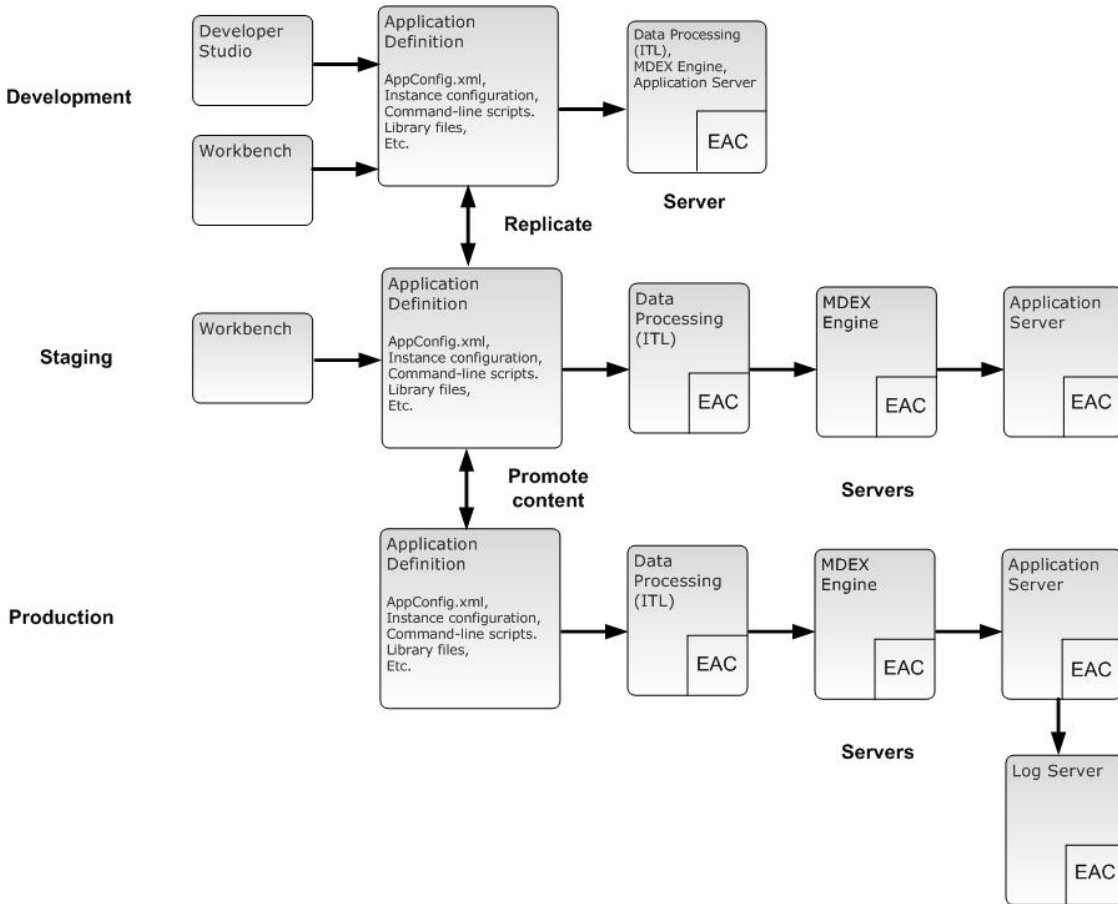 Development
Developer
Studio
Workbench
Application
Definition
AppConfig.xml,
Instance configuration,
Command-line scripts.
Library files,
Etc.
Data Processing
(ITL),
MDEX Engine,
Application Server
EAC
Server
Replicate
Staging
Workbench
Application
Definition
AppConfig.xml,
Instance configuration,
Command-line scripts.
Library files,
Etc.
Data
Processing
(ITL)
EAC
MDEX
Engine
EAC
Application
Server
EAC
Servers
Promote
content
Production
Application
Definition
AppConfig.xml,
Instance configuration,
Command-line scripts.
Library files,
Etc.
Data
Processing
(ITL)
EAC
MDEX
Engine
EAC
Application
Server
EAC
Servers
Log Server
EAC